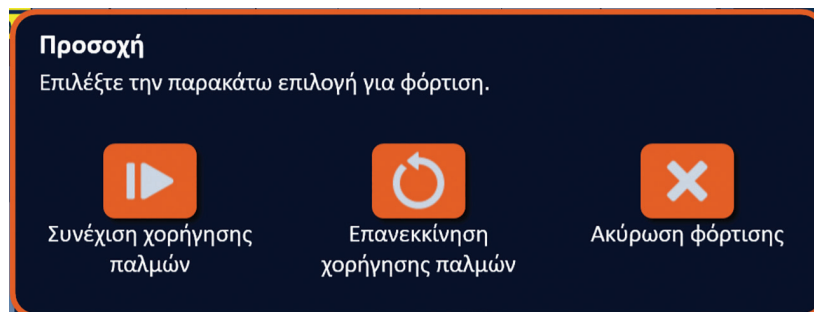 Προσοχή
Επιλέξτε την παρακάτω επιλογή για φόρτιση.
Συνέχιση χορήγησης
παλμών
Επανεκκίνηση
χορήγησης παλμών
Ακύρωση φόρτισης